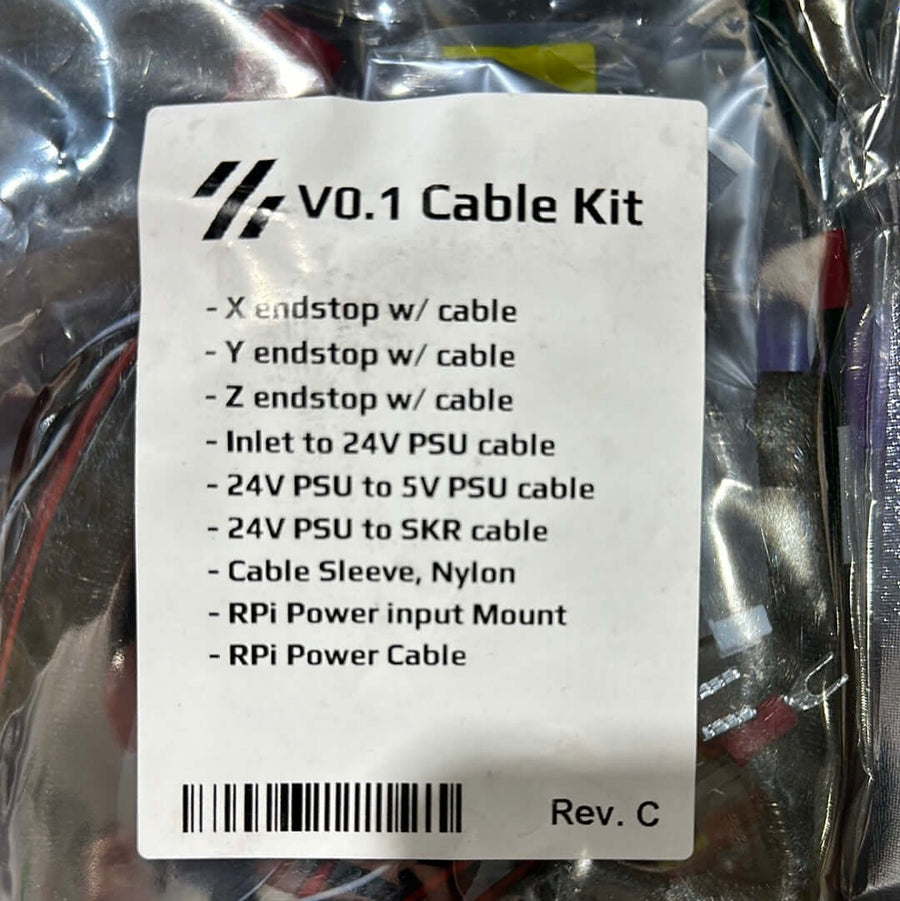 V0.1 Cable Kit
- X endstop w/ cable
- Y endstop w/ cable
- Z endstop w/ cable
- Inlet to 24V PSU cable
- 24V PSU to 5V PSU cable
- 24V PSU to SKR cable
- Cable Sleeve, Nylon
- RPi Power input Mount
- RPi Power Cable
Rev. C